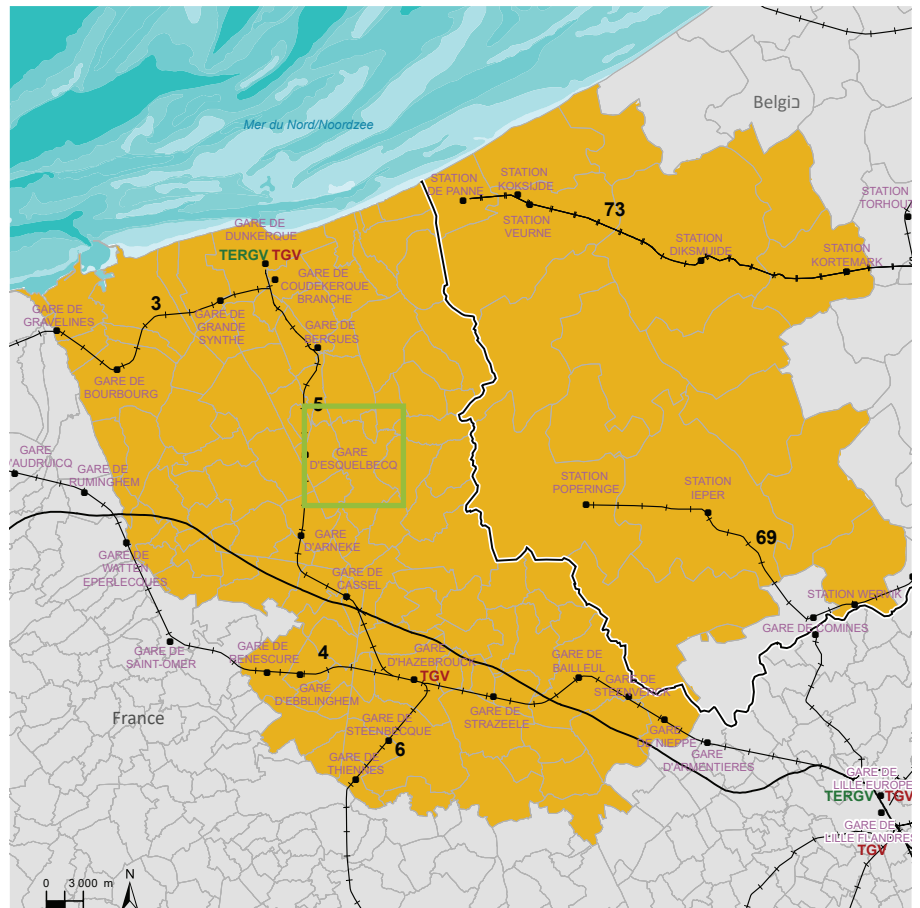 Belgiב
Mer du Nord/Noordzee
STATION
DE PANNE
STATION
KOKSIJDE
STATION
VEURNE
73
STATION
TORHOUT
STATION
DIKSMUIDE
STATION
KORTEMARK
GARE DE
DUNKERQUE
TERGV TGV
GARE DE
COUDEKERQUE
BRANCHE
3
GARE DE
GRAVELINES
GARE DE
GRANDE
SYNTHE
GARE DE
BERGUES
GARE DE
BOURBOURG
5
GARE
D'ESQUELBECQ
GARE
'AUDRUICQ
GARE DE
RUMINGHEM
STATION
POPERINGE
STATION
IEPER
69
GARE
D'ARNEKE
GARE DE
WATTEN
EPERLECQUES
GARE DE
CASSEL
STATION WERVIK
GARE DE COMINES
GARE DE
SAINT-OMER
GARE DE
RENESCURE
4
GARE
D'EBBLINGHEM
GARE
D'HAZEBROUCK
TGV
GARE DE
BAILLEUL
GARE DE
STEENWERCK
GARE DE
STRAZEELE
France
GARE DE
STEENBECQUE
6
GARE
DE NIEPPE
GARE
D'ARMENTIERES
GARE DE
THIENNES
GARE DE
LILLE EUROPE
TERGV TGV
GARE DE
LILLE FLANDRES
TGV
0 3 000 m
N